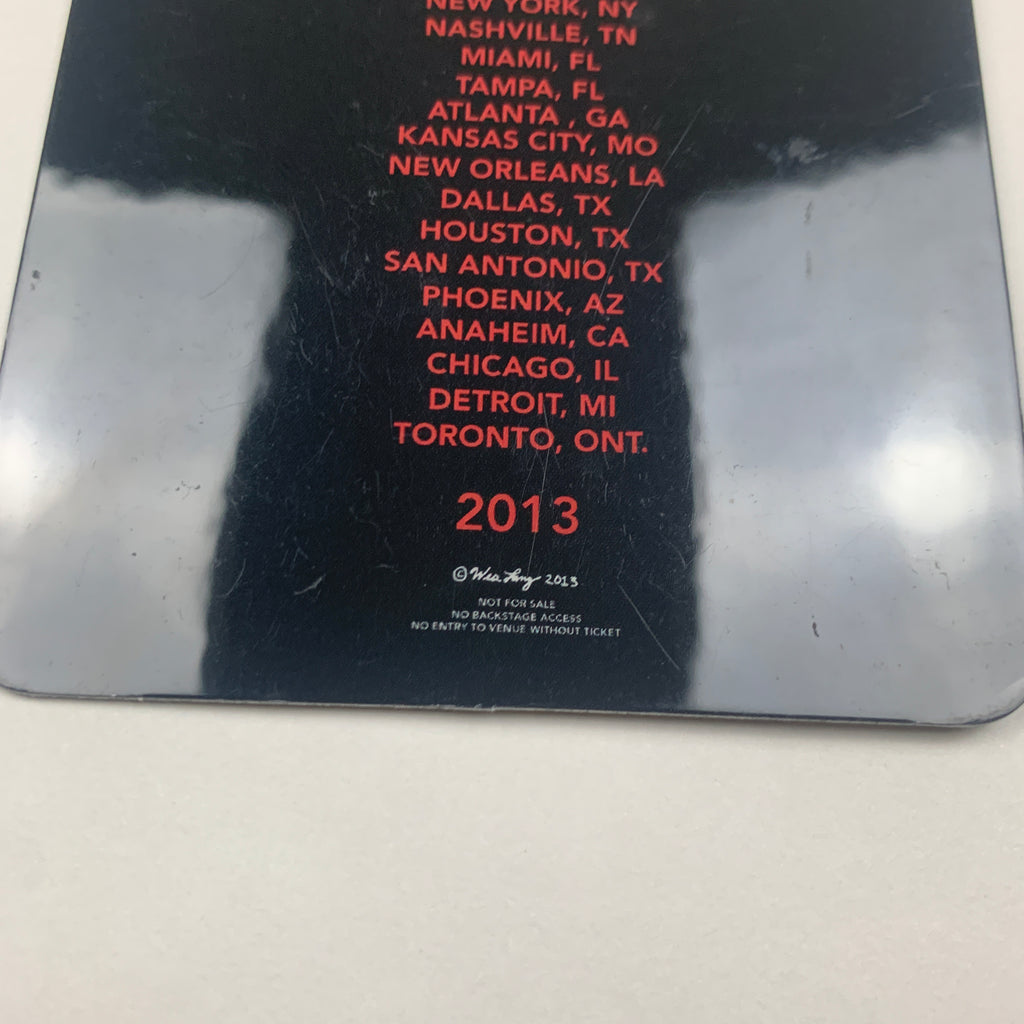 NEW YORK, NY
NASHVILLE, TN
MIAMI, FL
TAMPA, FL
ATLANTA , GA
KANSAS CITY, MO
NEW ORLEANS, LA
DALLAS, TX
HOUSTON, TX
SAN ANTONIO, TX
PHOENIX, AZ
ANAHEIM, CA
CHICAGO, IL
DETROIT, MI
TORONTO, ONT.
2013
© Wes Lang 2013
NOT FOR SALE
NO BACKSTAGE ACCESS
NO ENTRY TO VENUE WITHOUT TICKET